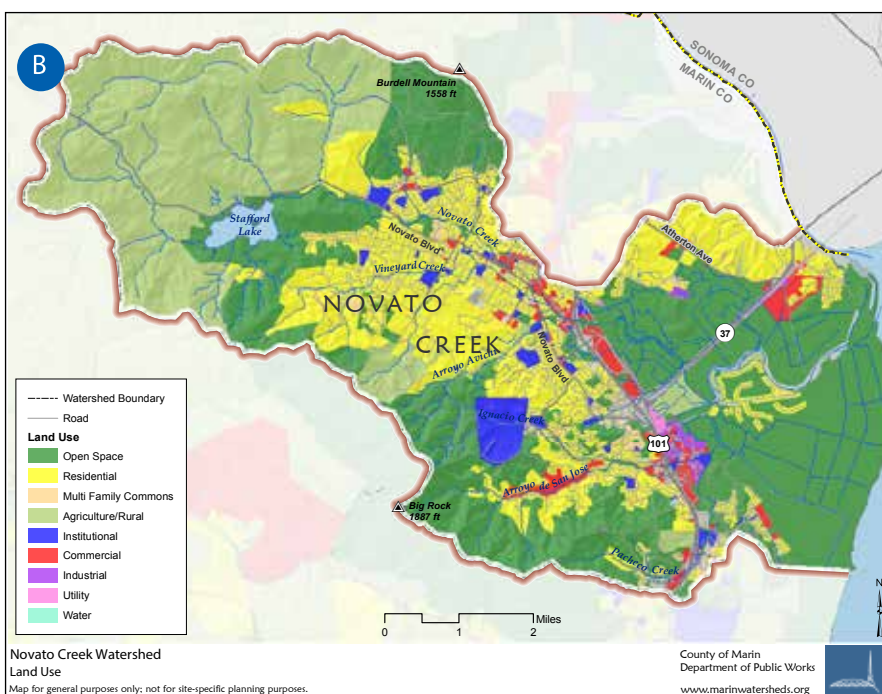 B
SONOMA CO
MARIN CO
Burdell Mountain
1558 ft
Stafford
Lake
Novato
Creek
Novato Blvd
Vineyard Creek
Atherton Ave
NOVATO
CREEK
37
Arroyo Avichi
Novato Blvd
Ignacio Creek
101
Arroyo de San Jose
Big Rock
1887 ft
Pacheco Creek
Watershed Boundary
Road
Land Use
Open Space
Residential
Multi Family Commons
Agriculture/Rural
Institutional
Commercial
Industrial
Utility
Water
Miles
0 1 2
N
Novato Creek Watershed
Land Use
Map for general purposes only; not for site-specific planning purposes.
County of Marin
Department of Public Works
www.marinwatersheds.org